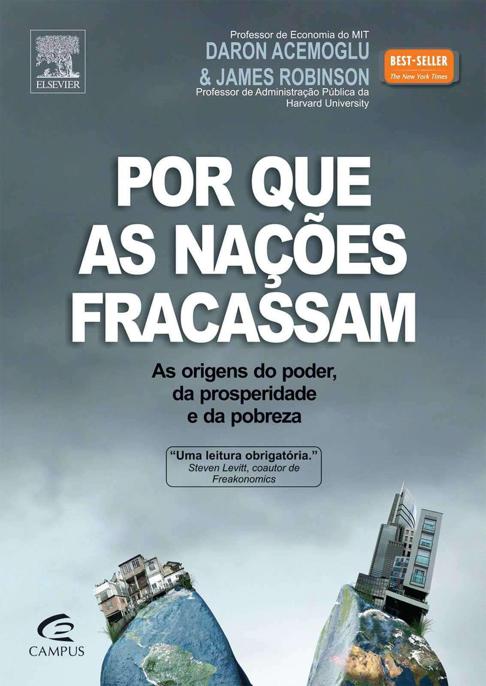 Professor de Economia do MIT
DARON ACEMOGLU
& JAMES ROBINSON
Professor de Administração Pública da
Harvard University
BEST-SELLER
The New York Times
ELSEVIER
POR QUE
AS NAÇÕES
FRACASSAM
As origens do poder,
da prosperidade
e da pobreza
“Uma leitura obrigatória.”
Steven Levitt, coautor de
Freakonomics
CAMPUS